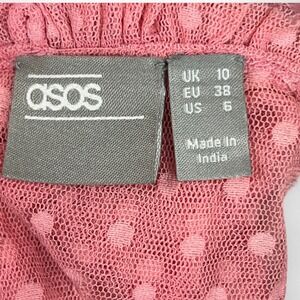 asos
UK 10
EU 38
US 6
Made In
India